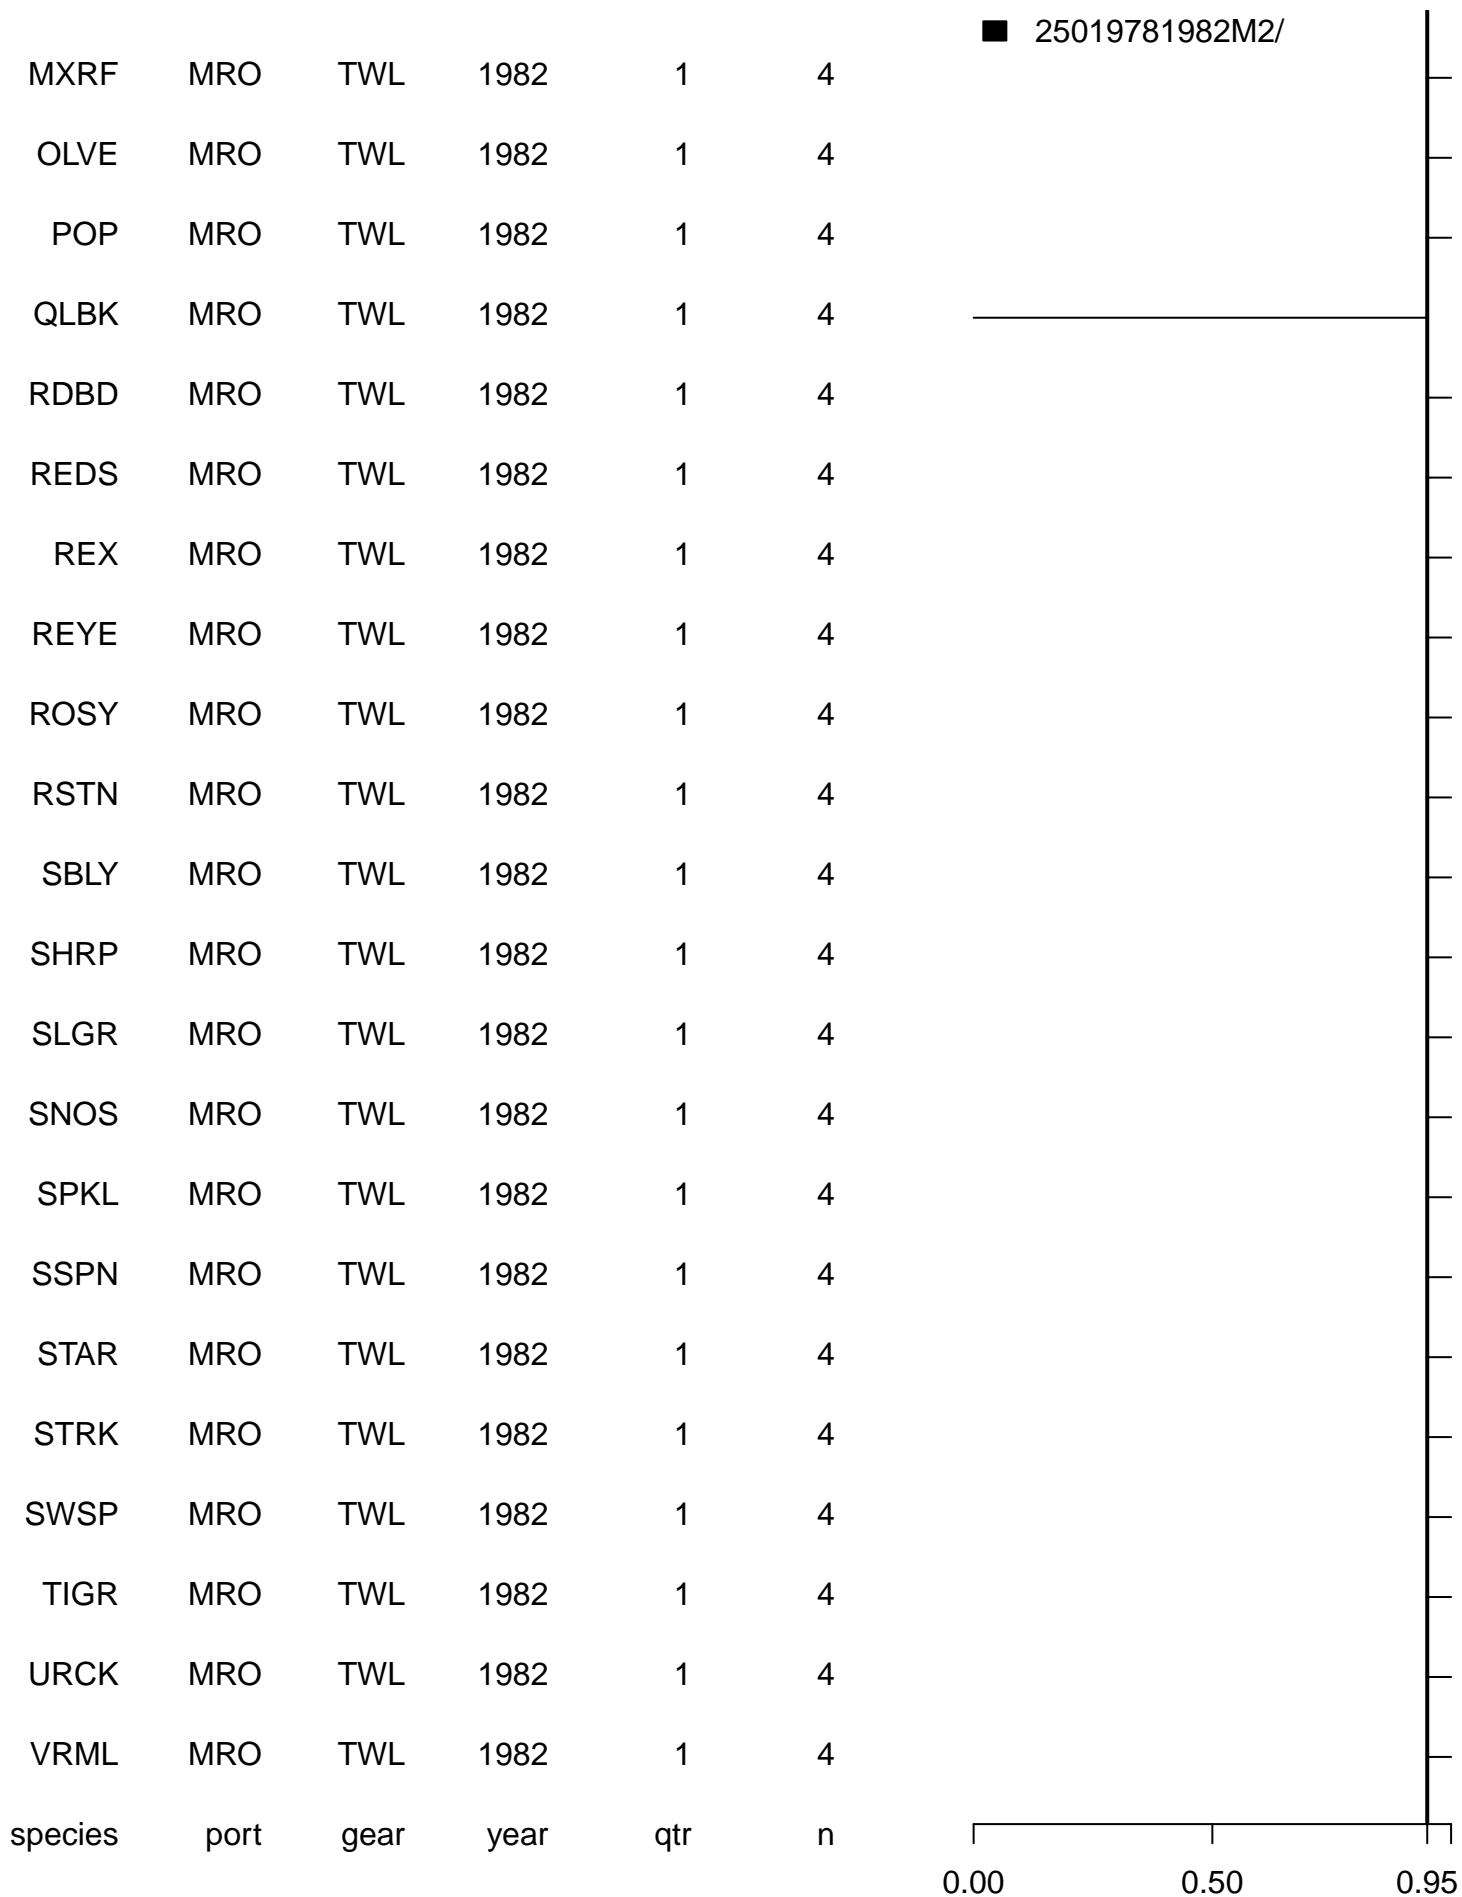 25019781982M2/
MXRF MRO TWL 1982 1 4
OLVE MRO TWL 1982 1 4
POP MRO TWL 1982 1 4
QLBK MRO TWL 1982 1 4
RDBD MRO TWL 1982 1 4
REDS MRO TWL 1982 1 4
REX MRO TWL 1982 1 4
REYE MRO TWL 1982 1 4
ROSY MRO TWL 1982 1 4
RSTN MRO TWL 1982 1 4
SBLY MRO TWL 1982 1 4
SHRP MRO TWL 1982 1 4
SLGR MRO TWL 1982 1 4
SNOS MRO TWL 1982 1 4
SPKL MRO TWL 1982 1 4
SSPN MRO TWL 1982 1 4
STAR MRO TWL 1982 1 4
STRK MRO TWL 1982 1 4
SWSP MRO TWL 1982 1 4
TIGR MRO TWL 1982 1 4
URCK MRO TWL 1982 1 4
VRML MRO TWL 1982 1 4
species port gear year qtr n
0.00 0.50 0.95